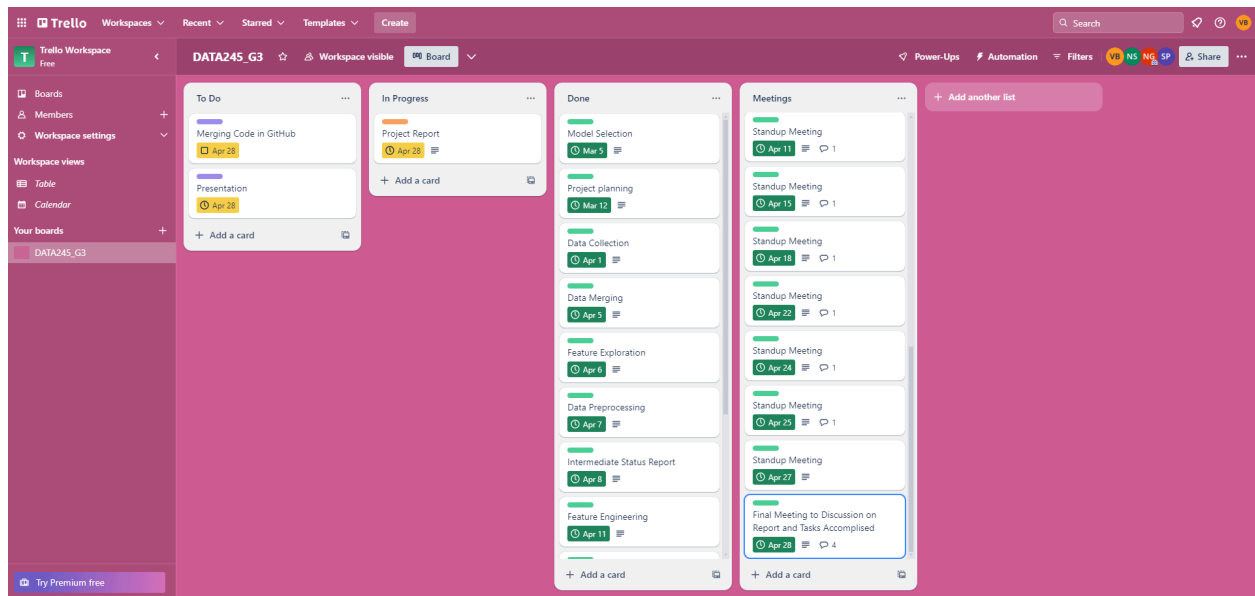 Trello
Workspaces
Recent
Starred
Templates
Create
Search
VB
T
Trello Workspace
Free
DATA245_G3
Workspace visible
Board
Power-Ups
Automation
Filters
VB
NS
NG
SP
Share
Boards
Members
Workspace settings
Workspace views
Table
Calendar
Your boards
DATA245_G3
Try Premium free
To Do
Merging Code in GitHub
Apr 28
Presentation
Apr 28
Add a card
In Progress
Project Report
Apr 28
Add a card
Done
Model Selection
Mar 5
Project planning
Mar 12
Data Collection
Apr 1
Data Merging
Apr 5
Feature Exploration
Apr 6
Data Preprocessing
Apr 7
Intermediate Status Report
Apr 8
Feature Engineering
Apr 11
Add a card
Meetings
Standup Meeting
Apr 11 1
Standup Meeting
Apr 15 1
Standup Meeting
Apr 18 1
Standup Meeting
Apr 22 1
Standup Meeting
Apr 24 1
Standup Meeting
Apr 25 1
Standup Meeting
Apr 27
Final Meeting to Discussion on
Report and Tasks Accomplised
Apr 28 4
Add a card
Add another list